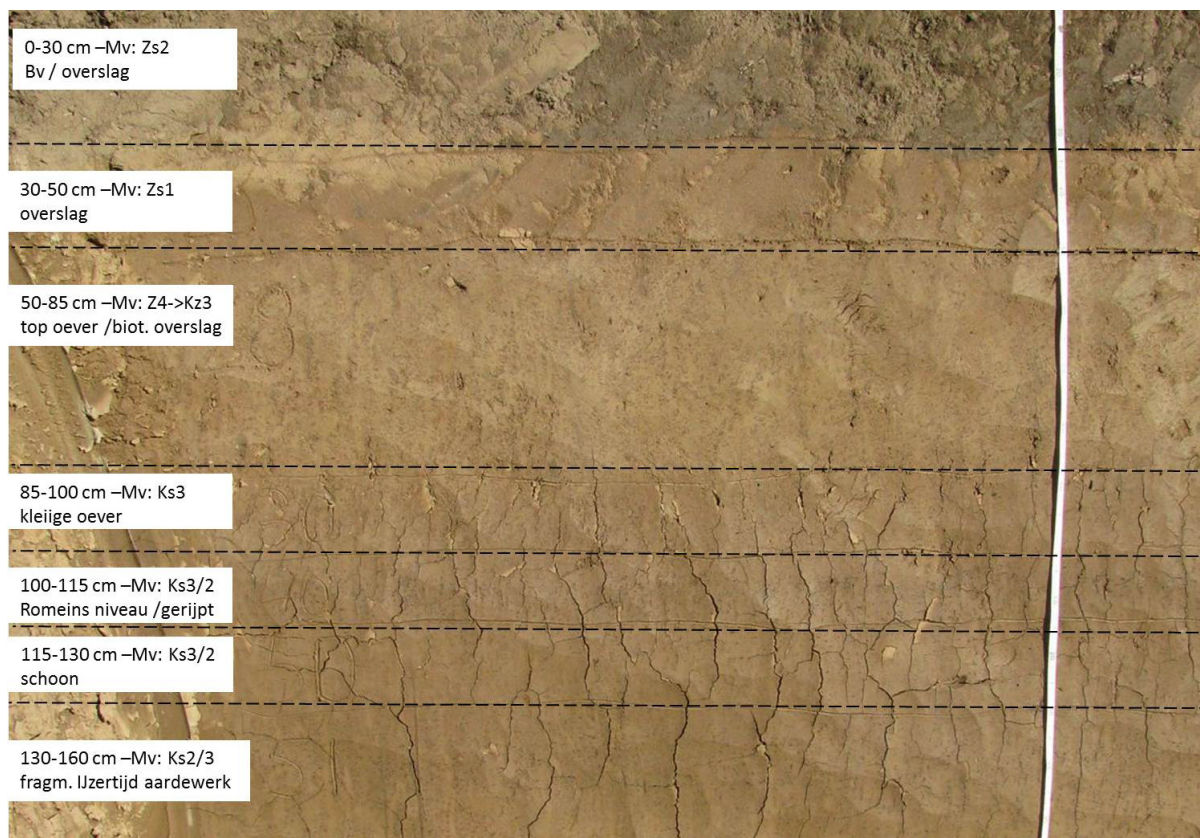 0-30 cm –Mv: Zs2
Bv / overslag
30-50 cm –Mv: Zs1
overslag
50-85 cm –Mv: Z4->Kz3
top oever /biot. overslag
85-100 cm –Mv: Ks3
kleiige oever
100-115 cm –Mv: Ks3/2
Romeins niveau /gerijpt
115-130 cm –Mv: Ks3/2
schoon
130-160 cm –Mv: Ks2/3
fragm. IJzertijd aardewerk